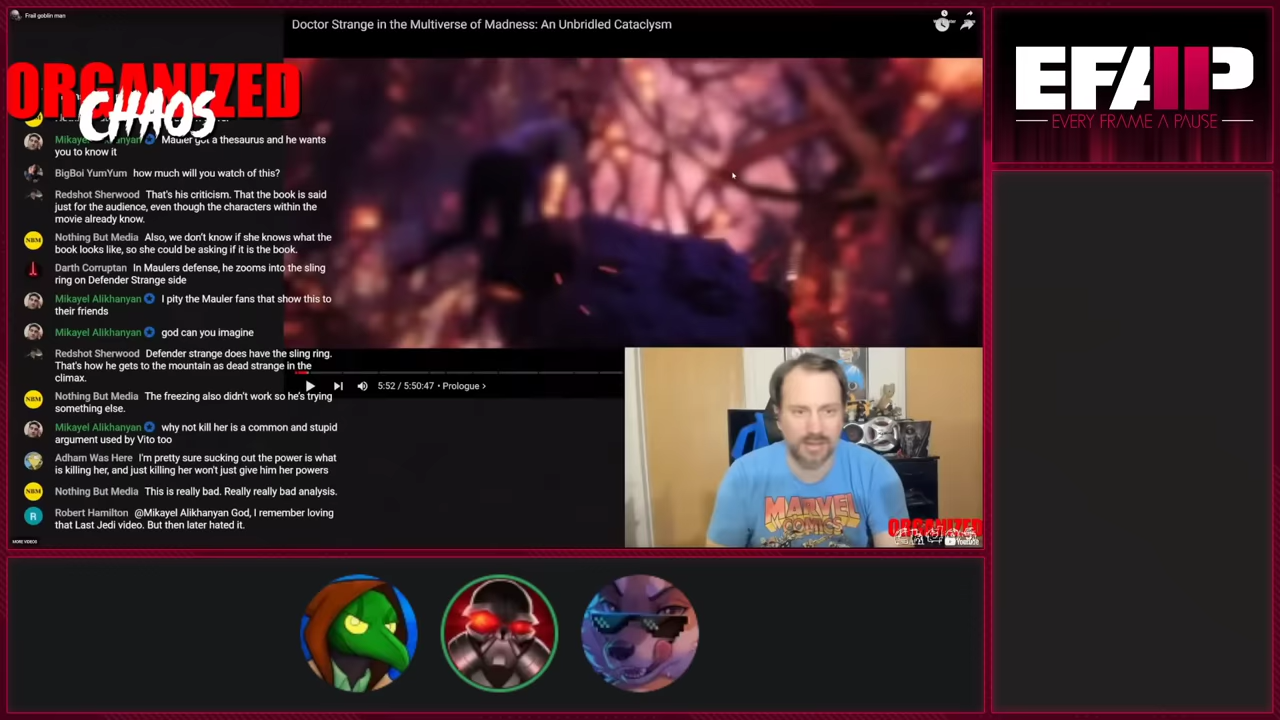 Frail goblin man
Doctor Strange in the Multiverse of Madness: An Unbridled Cataclysm
ORGANIZED
CHAOS
Mauler got a thesaurus and he wants
you to know it
BigBoi YumYum how much will you watch of this?
Redshot Sherwood That's his criticism. That the book is said
just for the audience, even though the characters within the
movie already know.
Nothing But Media Also, we don't know if she knows what the
book looks like, so she could be asking if it is the book.
Darth Corruptan In Maulers defense, he zooms into the sling
ring on Defender Strange side
Mikayel Alikhanyan I pity the Mauler fans that show this to
their friends
Mikayel Alikhanyan god can you imagine
Redshot Sherwood Defender strange does have the sling ring.
That's how he gets to the mountain as dead strange in the
climax.
Nothing But Media The freezing also didn't work so he's trying
something else.
Mikayel Alikhanyan why not kill her is a common and stupid
argument used by Vito too
Adham Was Here I'm pretty sure sucking out the power is what
is killing her, and just killing her won't just give him her powers
NBM Nothing But Media This is really bad. Really really bad analysis.
R Robert Hamilton @Mikayel Alikhanyan God, I remember loving
that Last Jedi video. But then later hated it.
MORE VIDEOS
5:52 / 5:50:47 • Prologue ›
MARVEL
COMICS
ORGANIZED
YouTube
EFAP
EVERY FRAME A PAUSE